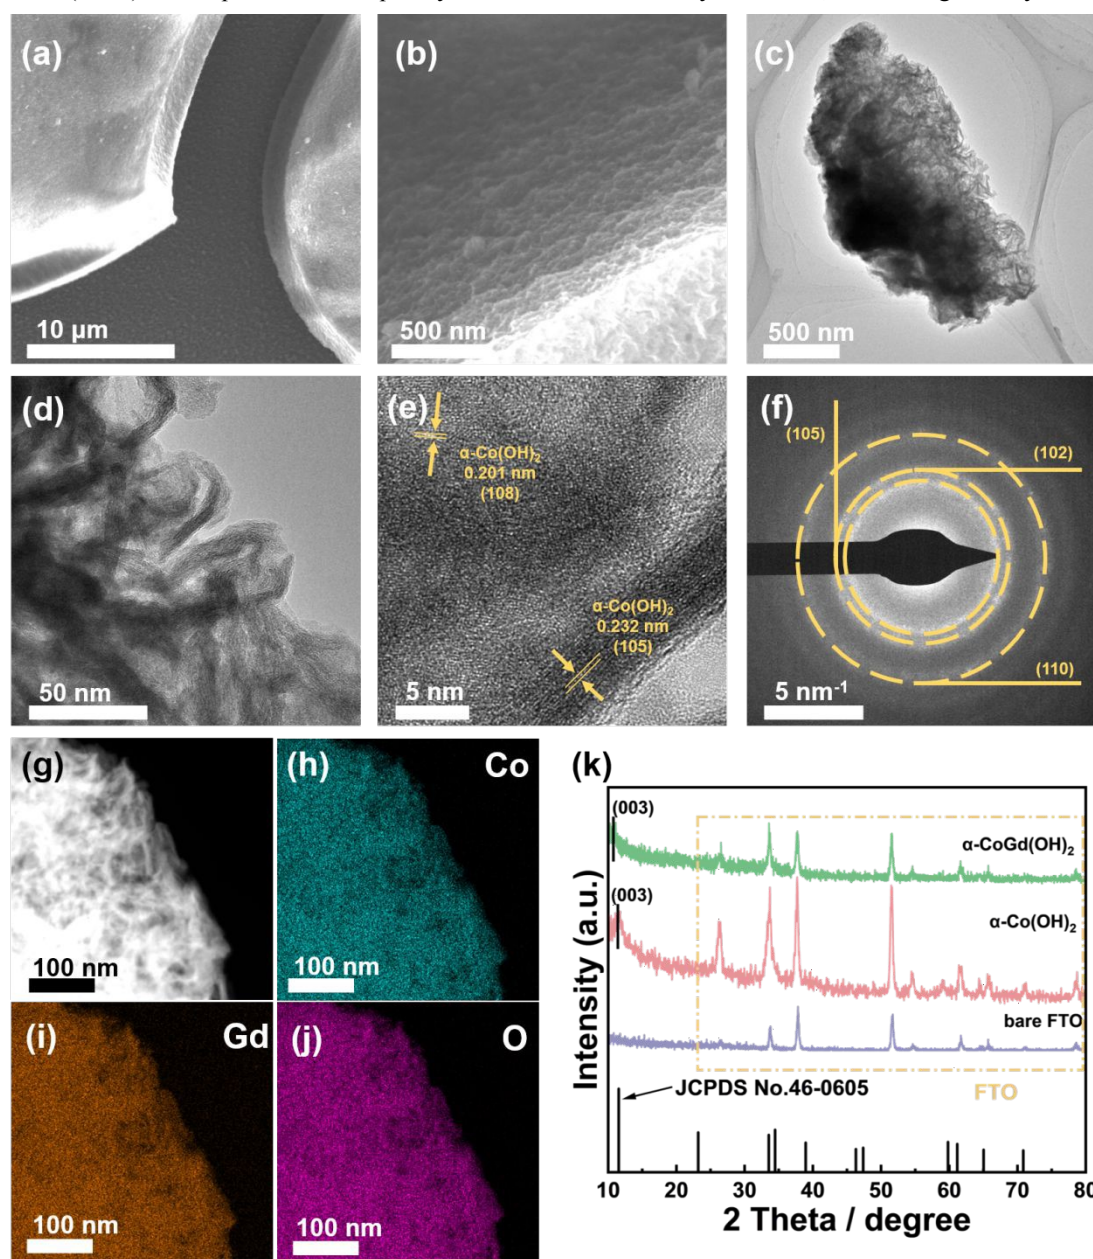 (a)
10 µm
(b)
500 nm
(c)
500 nm
(d)
50 nm
(e)
α-Co(OH)₂
0.201 nm
(108)
α-Co(OH)₂
0.232 nm
(105)
5 nm
(f)
(105)
(102)
(110)
5 nm⁻¹
(g)
100 nm
(h)
Co
100 nm
(i)
Gd
100 nm
(j)
O
100 nm
(k)
(003)
α-CoGd(OH)₂
(003)
α-Co(OH)₂
bare FTO
FTO
JCPDS No.46-0605
Intensity (a.u.)
10 20 30 40 50 60 70 80
2 Theta / degree